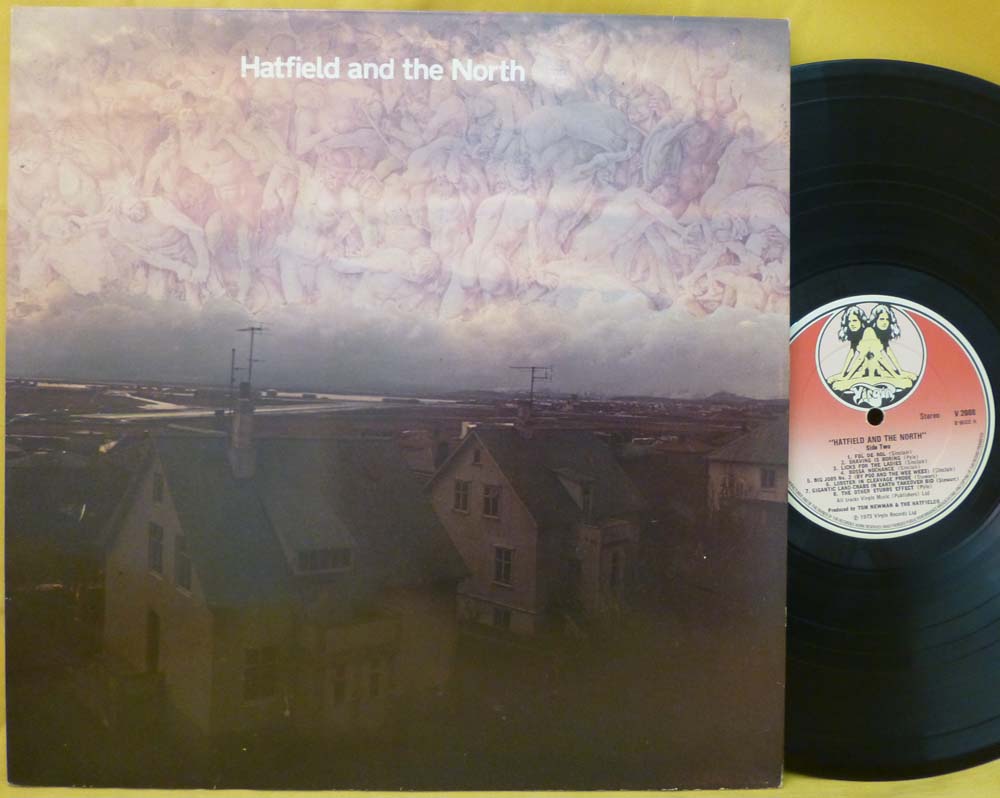 Hatfield and the North
Virgin
Stereo
V 2008
"HATFIELD AND THE NORTH"
Side Two
1. FOL DE ROL (Sinclair)
2. SHAVING IS BORING (Pyle)
3. LICKS FOR THE LADIES (Sinclair)
4. BOSSA NOCHANCE (Sinclair)
5. BIG JOBS No. 2 (BY POO AND THE WEE WEES) (Sinclair)
6. LOBSTER IN CLEAVAGE PROBE (Stewart)
7. GIGANTIC LAND-CRABS IN EARTH TAKEOVER BID (Stewart)
8. THE OTHER STUBBS EFFECT (Pyle)
All tracks Virgin Music (Publishers) Ltd
Produced by TOM NEWMAN & THE HATFIELDS
℗ 1973 Virgin Records Ltd